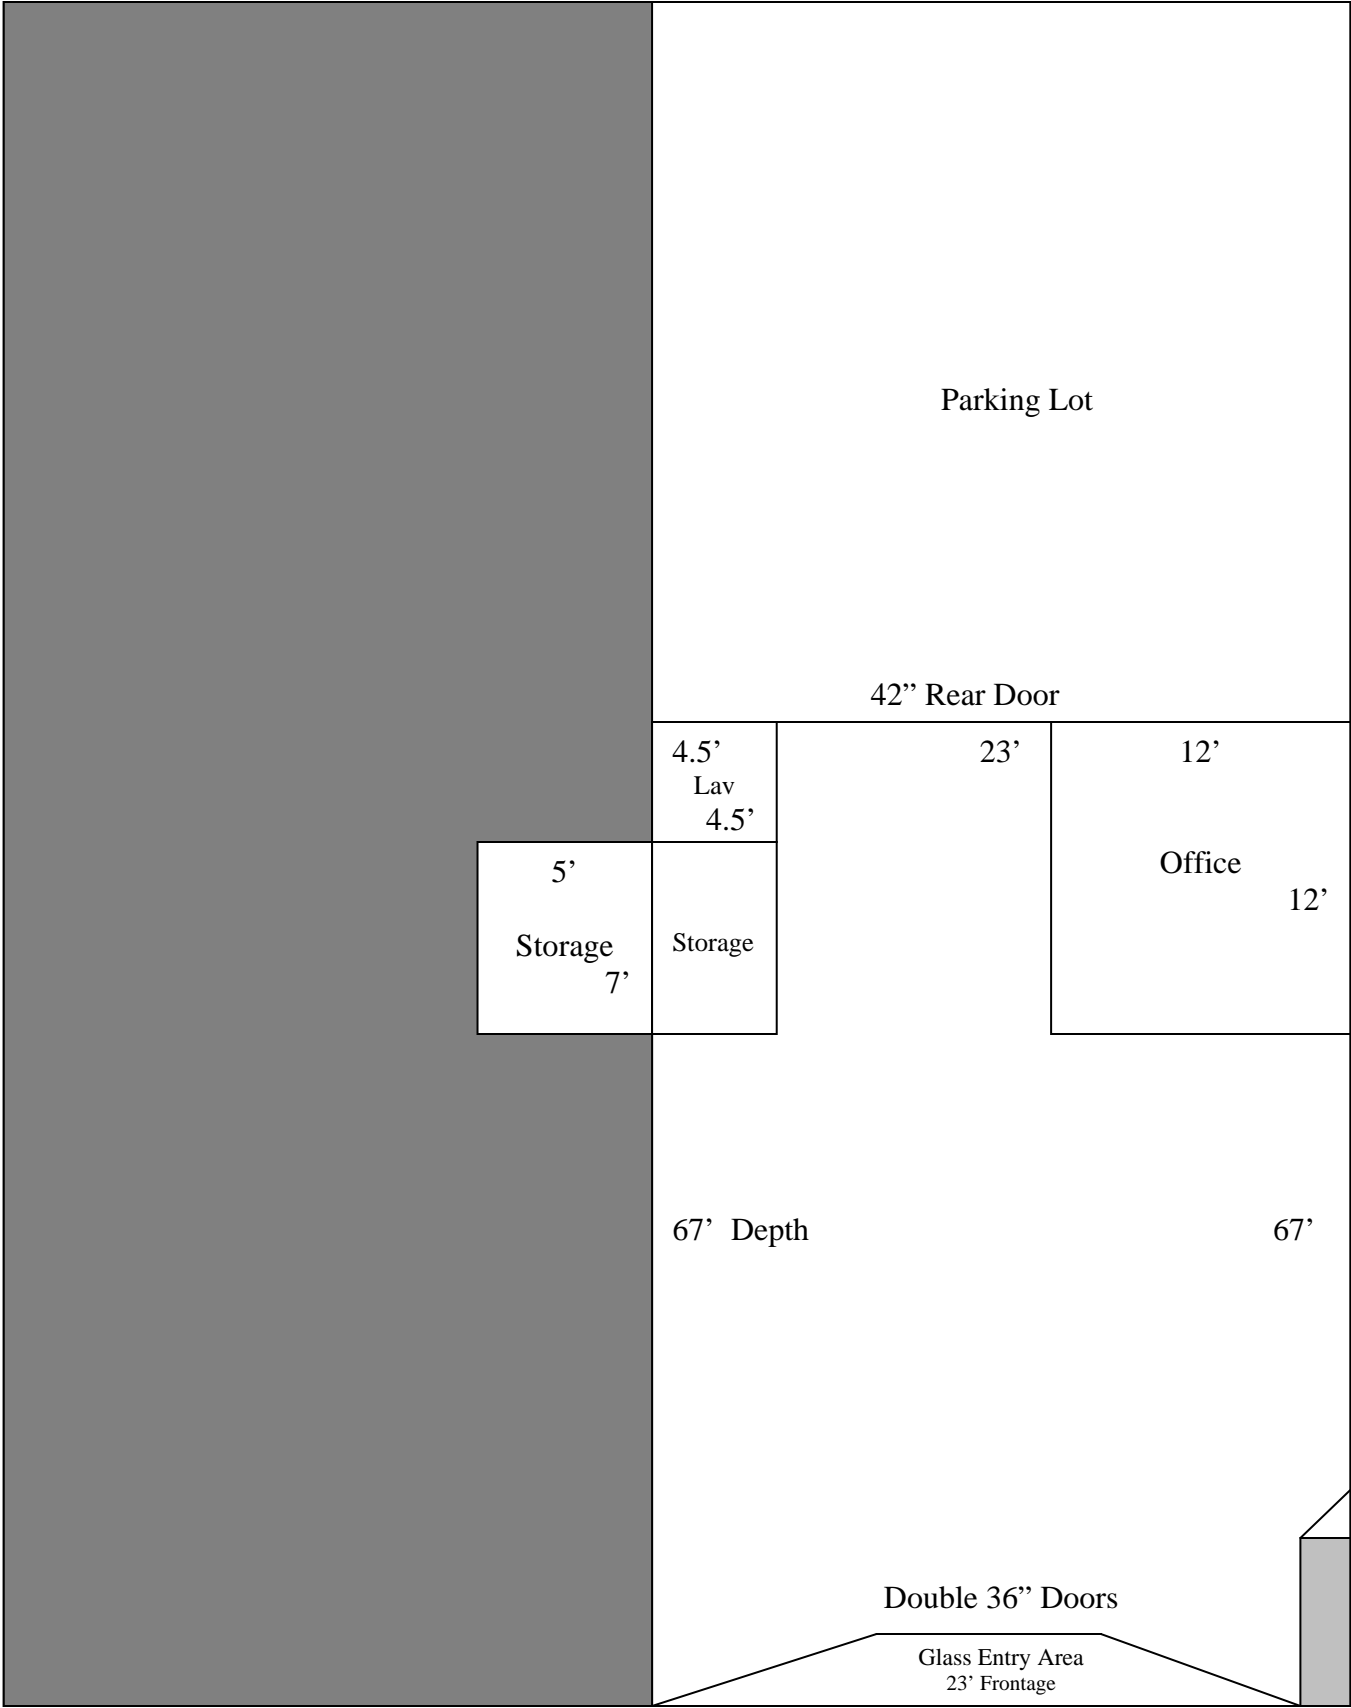 Parking Lot
42” Rear Door
4.5’
23’
12’
Lav
4.5’
5’
Office
12’
Storage
Storage
7’
67’ Depth
67’
Double 36” Doors
Glass Entry Area
23’ Frontage